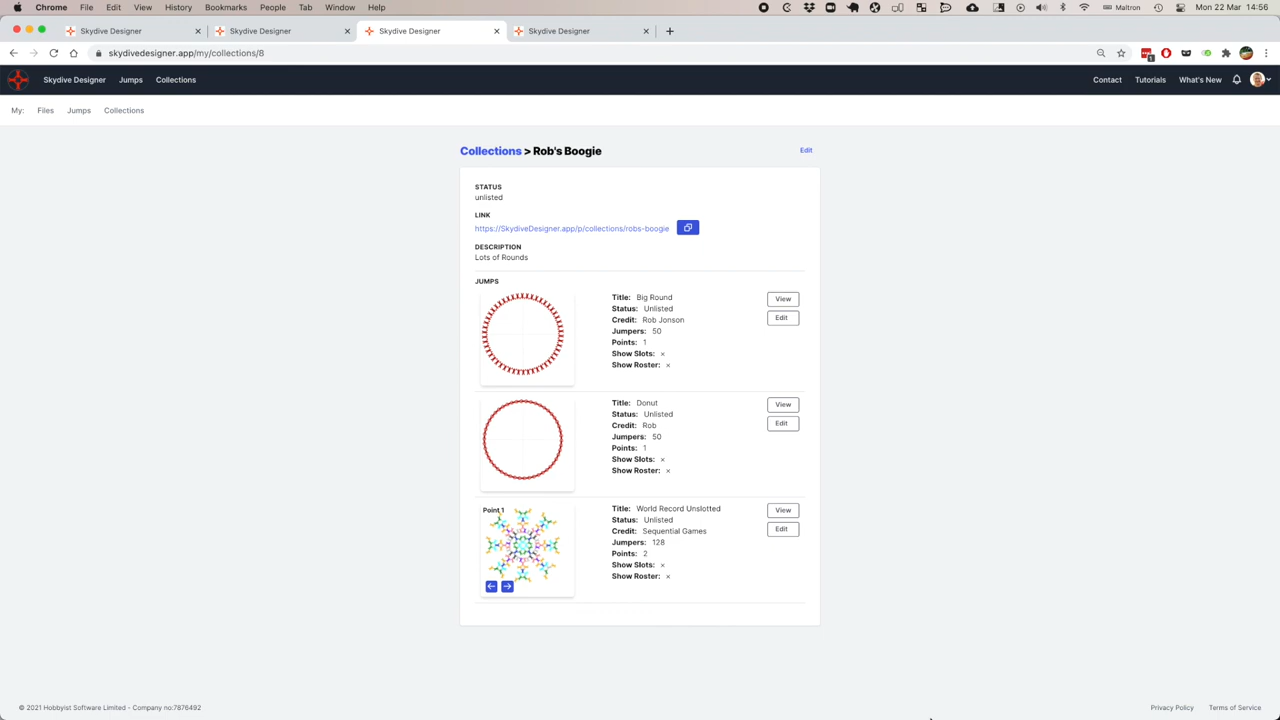 Chrome File Edit View History Bookmarks People Tab Window Help Maltron Mon 22 Mar 14:56
Skydive Designer × Skydive Designer × Skydive Designer × Skydive Designer × +
skydivedesigner.app/my/collections/8
Skydive Designer Jumps Collections Contact Tutorials What's New
My: Files Jumps Collections
Collections > Rob's Boogie Edit
STATUS
unlisted
LINK
https://SkydiveDesigner.app/p/collections/robs-boogie
DESCRIPTION
Lots of Rounds
JUMPS
Title: Big Round View
Status: Unlisted
Credit: Rob Jonson Edit
Jumpers: 50
Points: 1
Show Slots: ×
Show Roster: ×
Title: Donut View
Status: Unlisted
Credit: Rob Edit
Jumpers: 50
Points: 1
Show Slots: ×
Show Roster: ×
Point 1 Title: World Record Unslotted View
Status: Unlisted
Credit: Sequential Games Edit
Jumpers: 128
Points: 2
Show Slots: ×
Show Roster: ×
© 2021 Hobbyist Software Limited - Company no:7876492 Privacy Policy Terms of Service